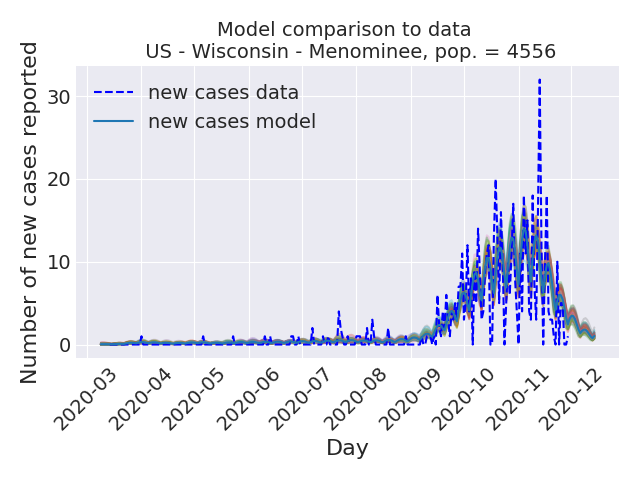 Model comparison to data
US - Wisconsin - Menominee, pop. = 4556
Number of new cases reported
30
20
10
0
new cases data
new cases model
2020-03
2020-04
2020-05
2020-06
2020-07
2020-08
2020-09
2020-10
2020-11
2020-12
Day